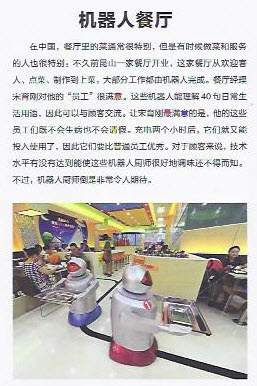 机器人餐厅
在中国，餐厅里的菜通常很特别，但是有时候做菜和服务
的人也很特别；不久前昆山一家餐厅开业，这家餐厅从欢迎客
人、点菜、制作到上菜，大部分工作都由机器人完成。餐厅经理
宋育刚对他的“员工”很满意。这些机器人能理解40句日常生
活用语，因此可以与顾客交流。让宋育刚最满意的是，他的这些
员工们既不会生病也不会请假。充电两个小时后，它们就又能
投入使用了，因此它们要比普通员工优秀。对于顾客来说，技术
水平有没有达到能使这些机器人厨师很好地调味还不得而知。
不过，机器人厨师倒是非常令人期待。